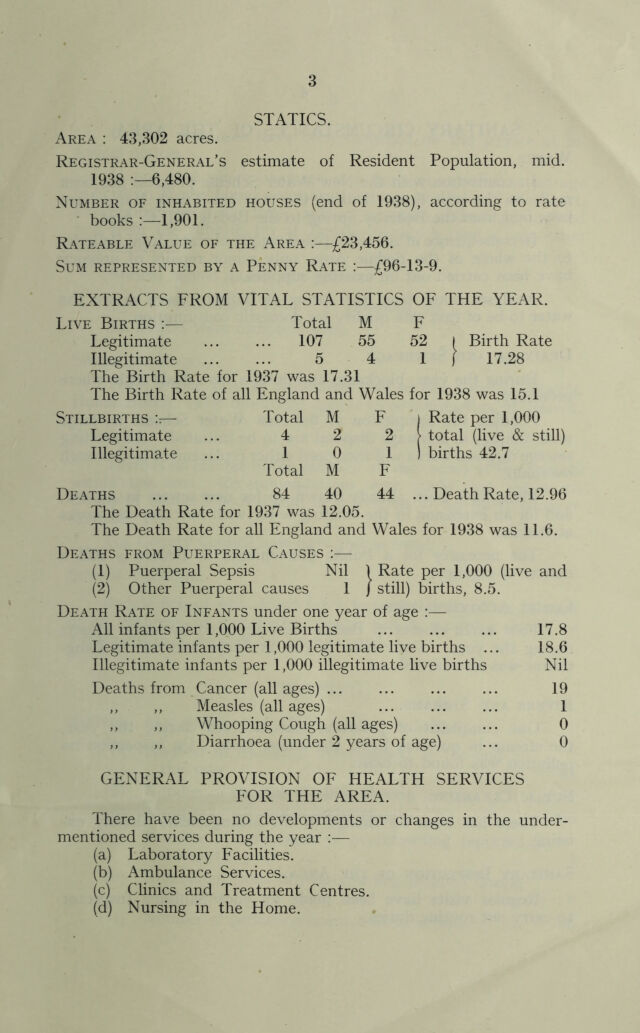 3
STATICS.
AREA : 43,302 acres.
REGISTRAR-GENERAL'S estimate of Resident Population, mid.
1938 :—6,480.
NUMBER OF INHABITED HOUSES (end of 1938), according to rate
books :—1,901.
RATEABLE VALUE OF THE AREA :—£23,456.
SUM REPRESENTED BY A PENNY RATE :—£96-13-9.
EXTRACTS FROM VITAL STATISTICS OF THE YEAR.
LIVE BIRTHS :— Total M F
Legitimate ... ... 107 55 52 } Birth Rate
Illegitimate ... ... 5 4 1 } 17.28
The Birth Rate for 1937 was 17.31
The Birth Rate of all England and Wales for 1938 was 15.1
STILLBIRTHS :— Total M F } Rate per 1,000
Legitimate ... 4 2 2 } total (live & still)
Illegitimate ... 1 0 1 } births 42.7
Total M F
DEATHS ... ... 84 40 44 ... Death Rate, 12.96
The Death Rate for 1937 was 12.05.
The Death Rate for all England and Wales for 1938 was 11.6.
DEATHS FROM PUERPERAL CAUSES :—
(1) Puerperal Sepsis Nil } Rate per 1,000 (live and
(2) Other Puerperal causes 1 } still) births, 8.5.
DEATH RATE OF INFANTS under one year of age :—
All infants per 1,000 Live Births ... ... ... 17.8
Legitimate infants per 1,000 legitimate live births ... 18.6
Illegitimate infants per 1,000 illegitimate live births Nil
Deaths from Cancer (all ages) ... ... ... ... 19
,, ,, Measles (all ages) ... ... ... 1
,, ,, Whooping Cough (all ages) ... ... 0
,, ,, Diarrhoea (under 2 years of age) ... 0
GENERAL PROVISION OF HEALTH SERVICES
FOR THE AREA.
There have been no developments or changes in the under-
mentioned services during the year :—
(a) Laboratory Facilities.
(b) Ambulance Services.
(c) Clinics and Treatment Centres.
(d) Nursing in the Home.